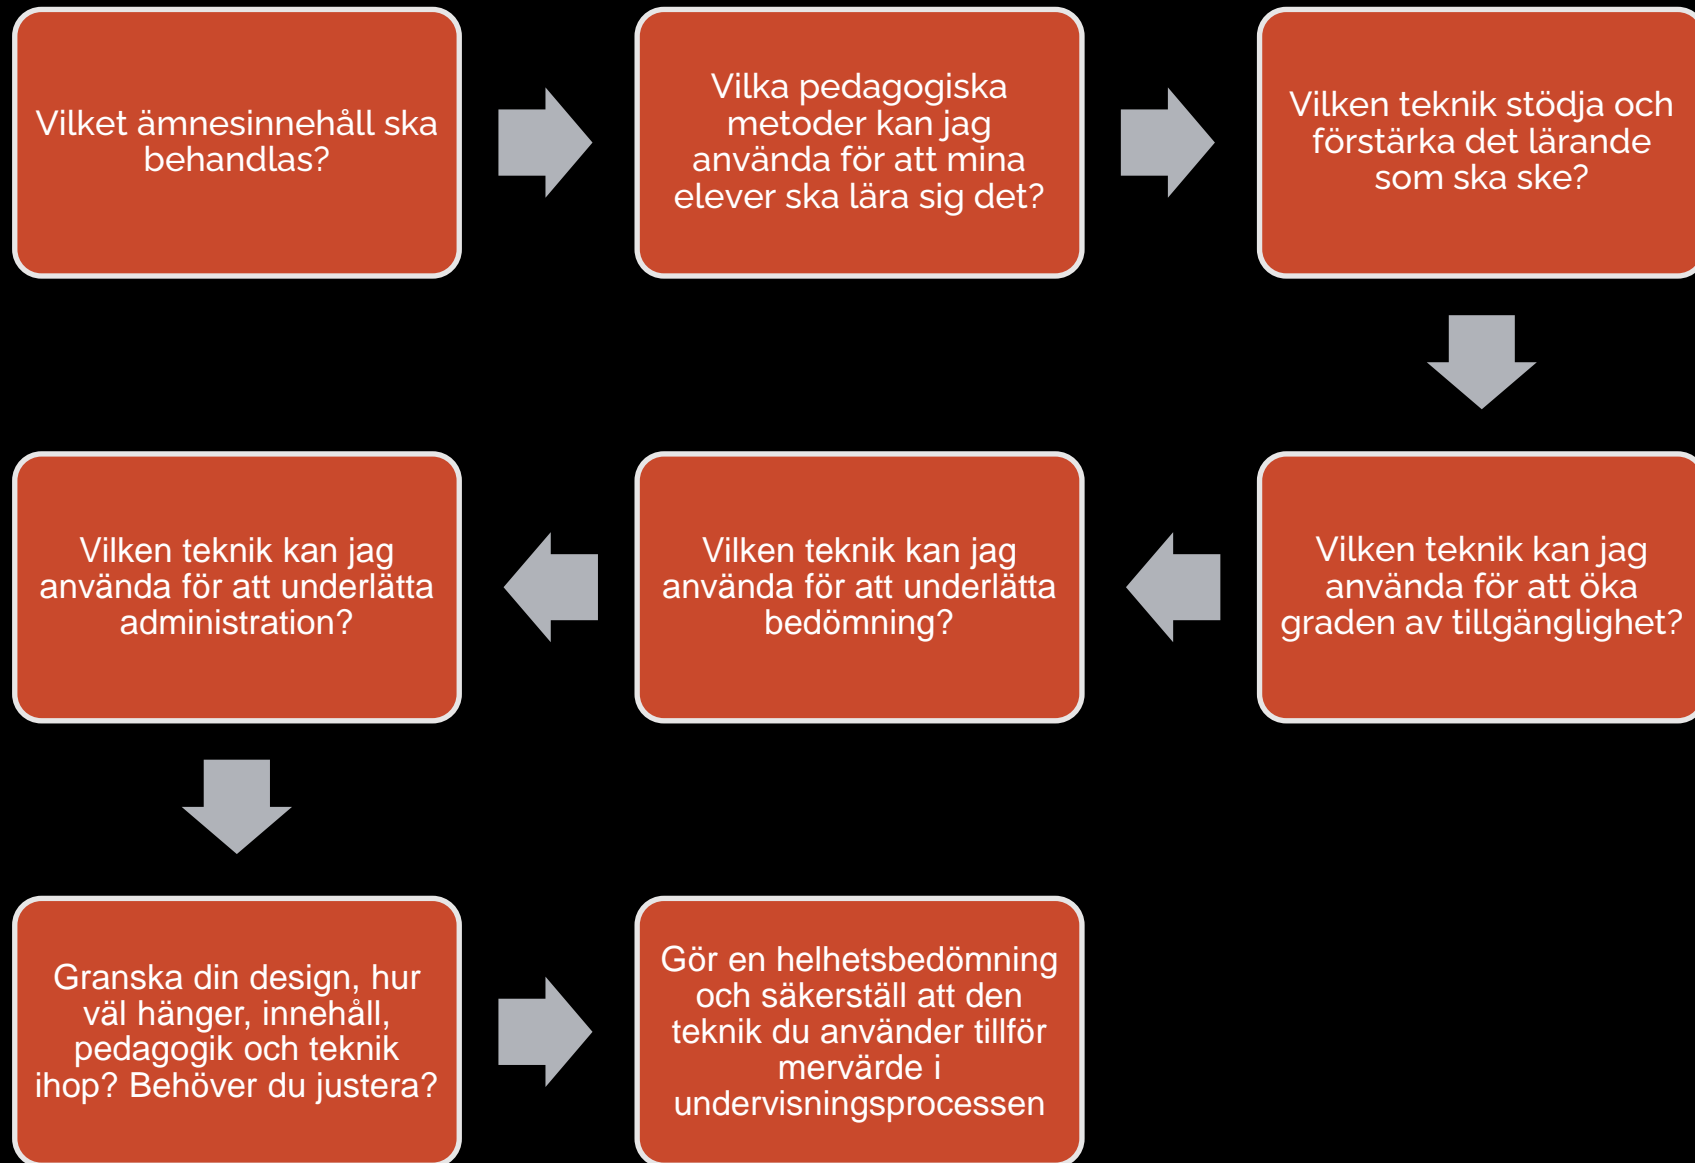 Vilket ämnesinnehåll ska
behandlas?
Vilka pedagogiska
metoder kan jag
använda för att mina
elever ska lära sig det?
Vilken teknik stödja och
förstärka det lärande
som ska ske?
Vilken teknik kan jag
använda för att öka
graden av tillgänglighet?
Vilken teknik kan jag
använda för att underlätta
bedömning?
Vilken teknik kan jag
använda för att underlätta
administration?
Granska din design, hur
väl hänger, innehåll,
pedagogik och teknik
ihop? Behöver du justera?
Gör en helhetsbedömning
och säkerställ att den
teknik du använder tillför
mervärde i
undervisningsprocessen